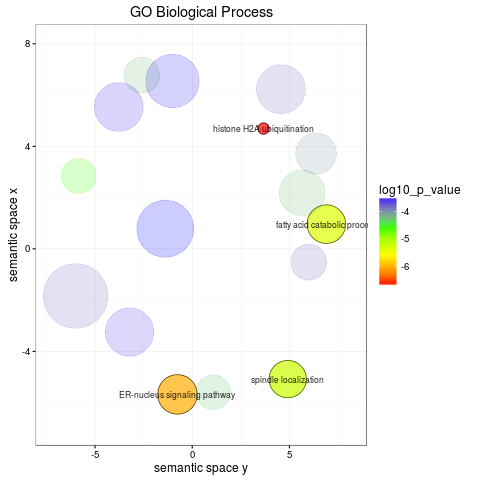 GO Biological Process
8
4
0
-4
semantic space x
histone H2A ubiquitination
fatty acid catabolic proce
spindle localization
ER-nucleus signaling pathway
-5
0
5
semantic space y
log10_p_value
-4
-5
-6